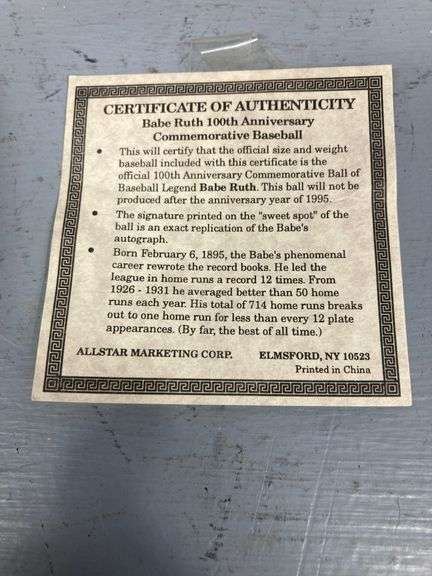 CERTIFICATE OF AUTHENTICITY
Babe Ruth 100th Anniversary
Commemorative Baseball
• This will certify that the official size and weight
baseball included with this certificate is the
official 100th Anniversary Commemorative Ball of
Baseball Legend Babe Ruth. This ball will not be
produced after the anniversary year of 1995.
• The signature printed on the "sweet spot" of the
ball is an exact replication of the Babe's
autograph.
• Born February 6, 1895, the Babe's phenomenal
career rewrote the record books. He led the
league in home runs a record 12 times. From
1926 - 1931 he averaged better than 50 home
runs each year. His total of 714 home runs breaks
out to one home run for less than every 12 plate
appearances. (By far, the best of all time.)
ALLSTAR MARKETING CORP. ELMSFORD, NY 10523
Printed in China